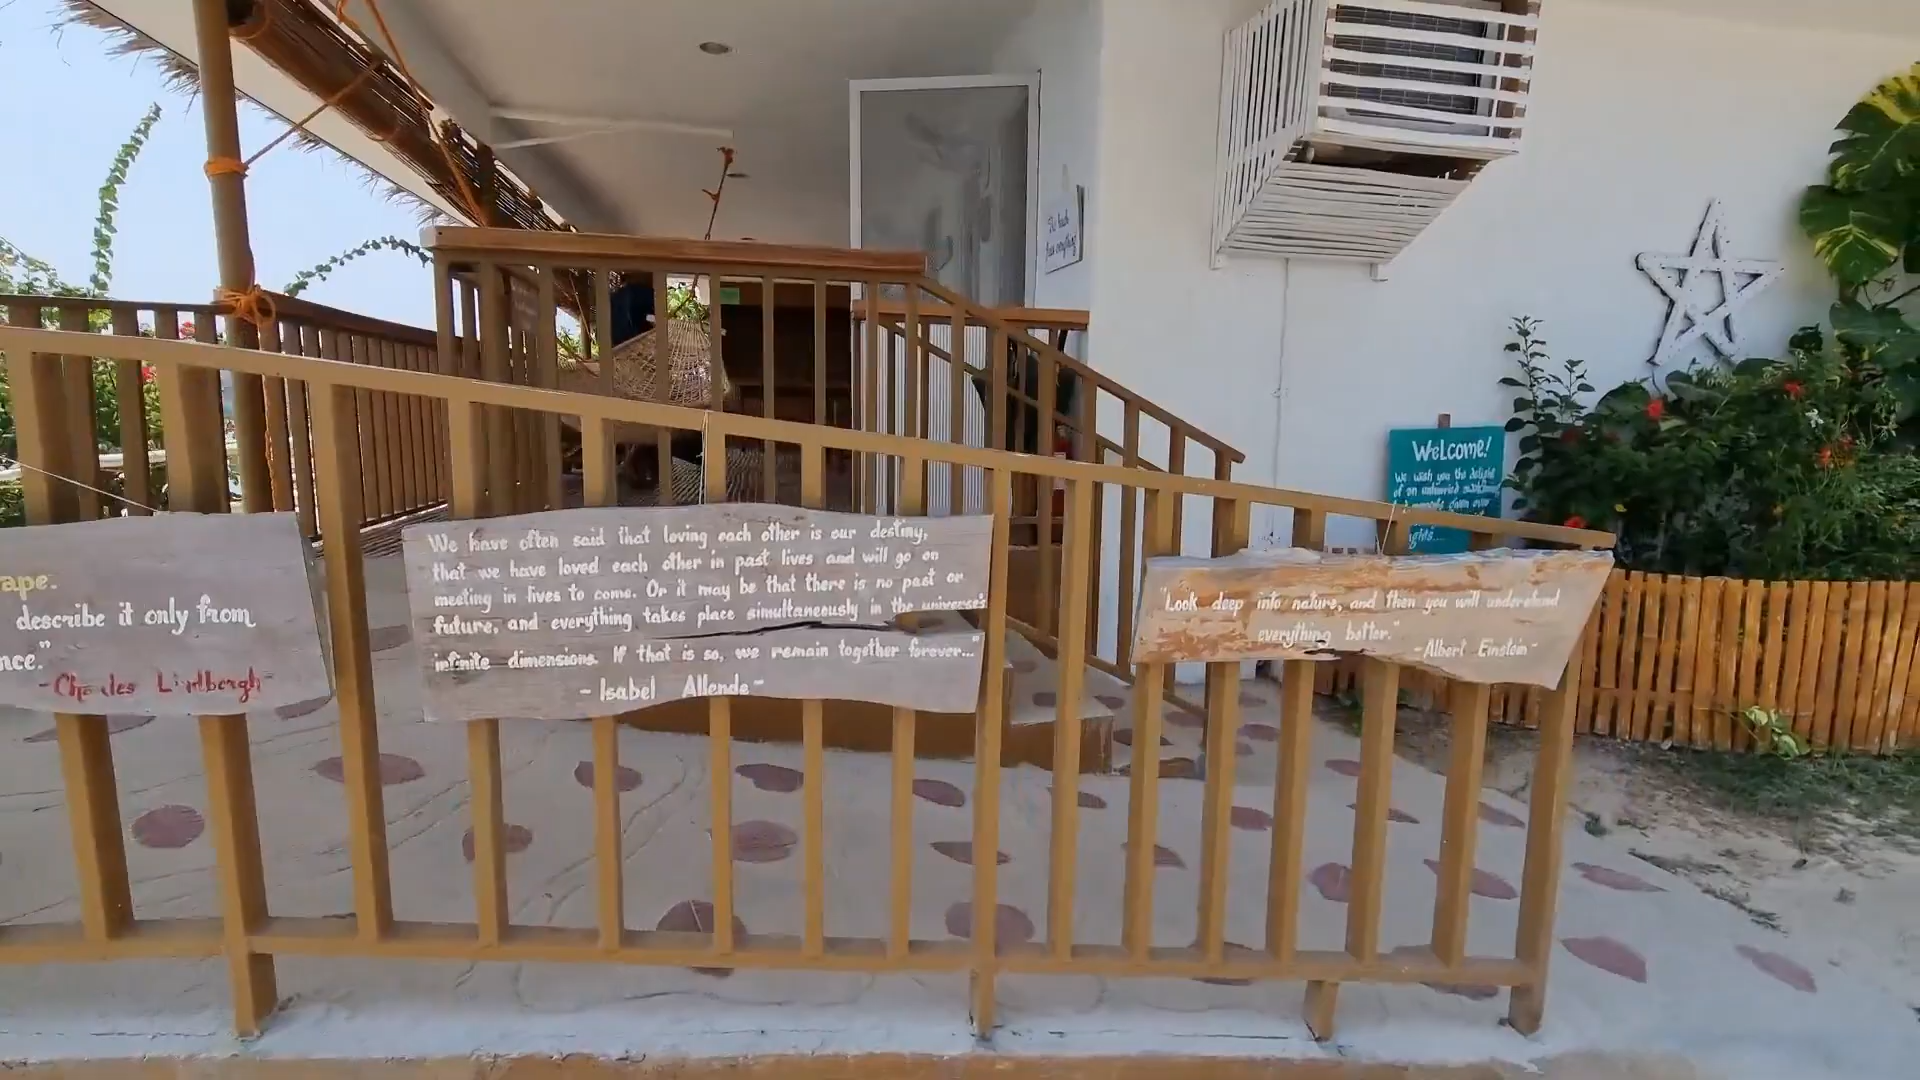 ape.
describe it only from
nce."
- Charles Lindbergh
We have often said that loving each other is our destiny,
that we have loved each other in past lives and will go on
meeting in lives to come. Or it may be that there is no past or
future, and everything takes place simultaneously in the universe's
infinite dimensions. If that is so, we remain together forever..."
- Isabel Allende -
"Look deep into nature, and then you will understand
everything better."
- Albert Einstein -
Welcome!
We wish you the delight
of an unhurried